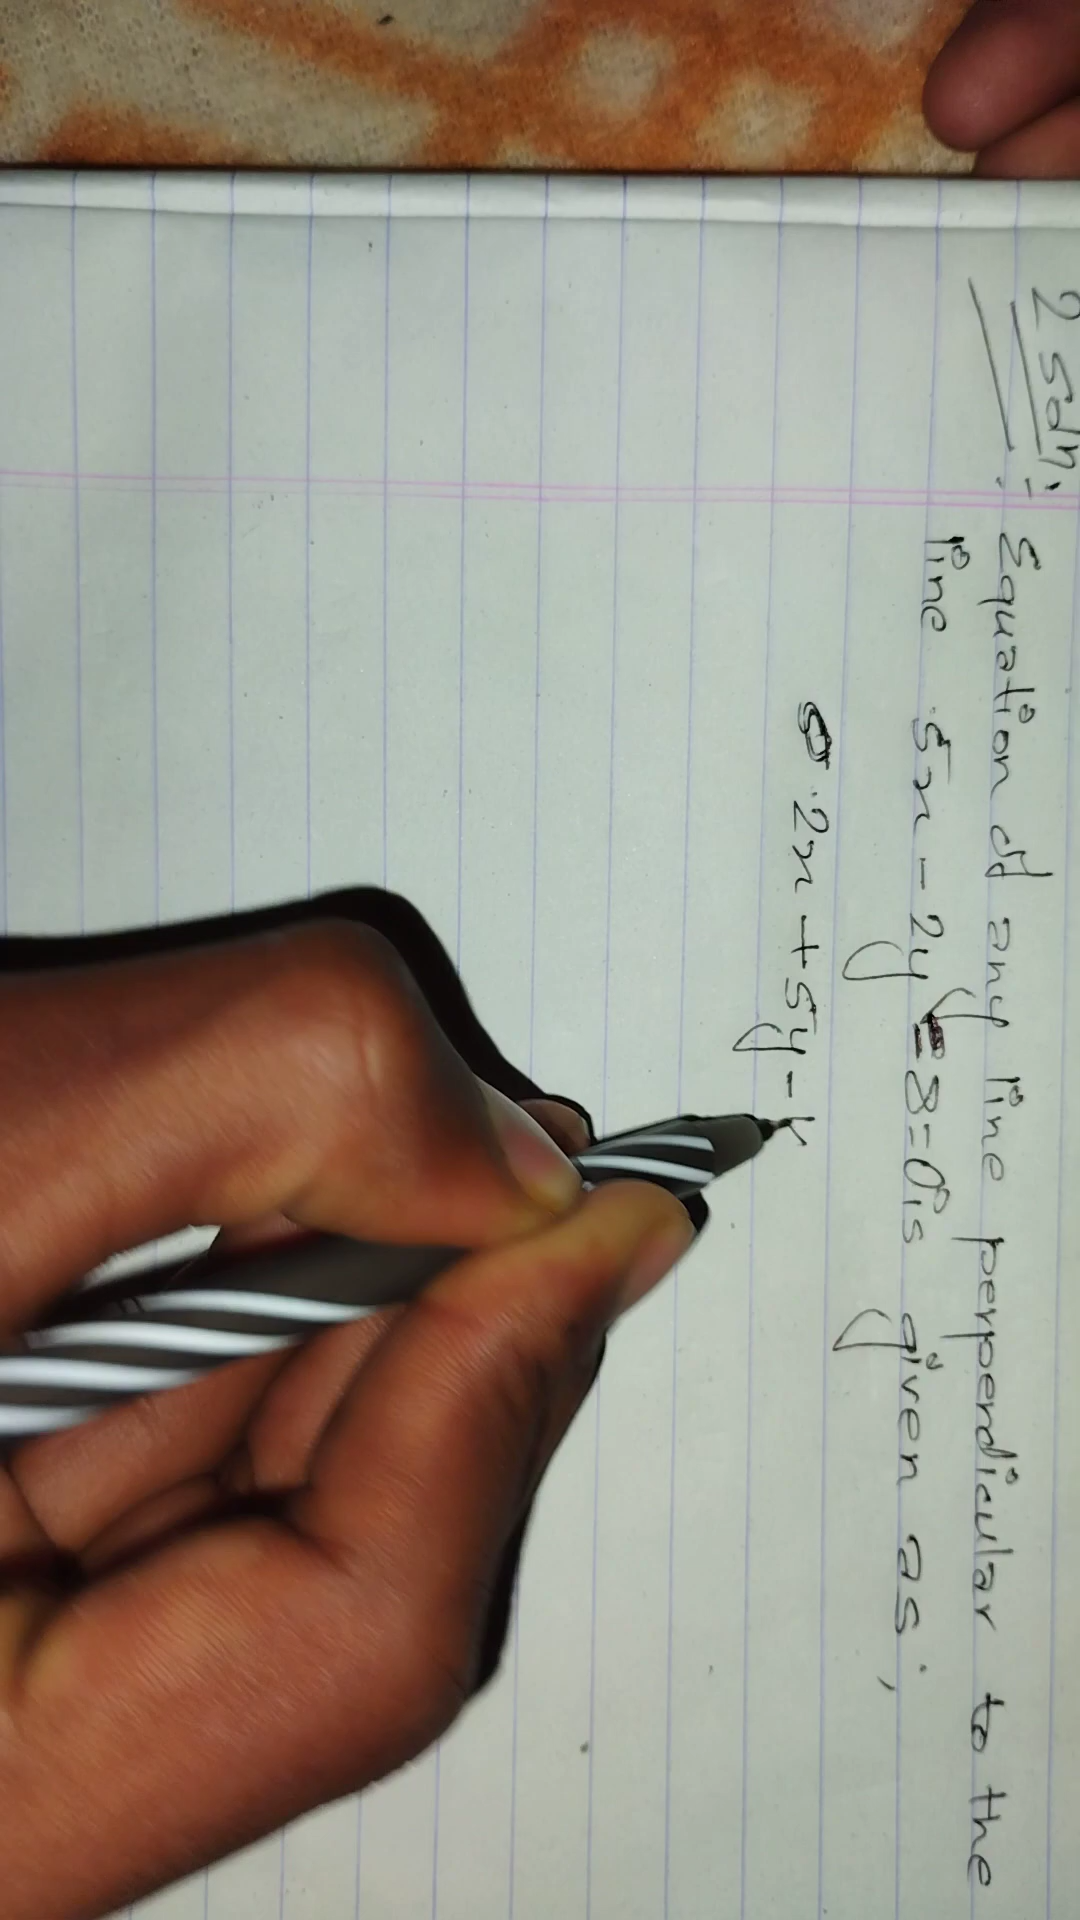 2 soln:-
Equation of any line perpendicular to the
line 5x - 2y = 8 = 0 is given as;
2x + 5y - k